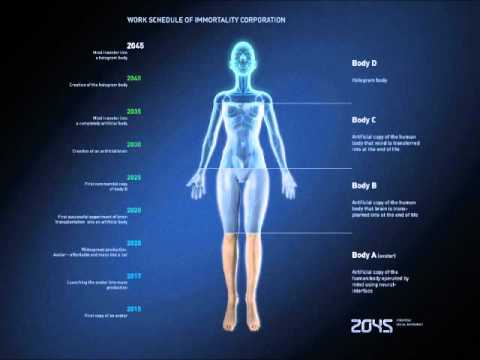 WORK SCHEDULE OF IMMORTALITY CORPORATION
2045
Mind transfer into
a hologram body
2040
Creation of the hologram body
2035
Mind transfer into
a completely artificial body
2030
Creation of an artificial brain
2025
First commercial copy
of body B
2020
First successful experiment of brain
transplantation into an artificial body
2020
Widespread production.
Avatar—affordable and mass like a car
2017
Launching the avatar into mass
production
2015
First copy of an avatar
Body D
Hologram body
Body C
Artificial copy of the human
body that mind is transferred
into at the end of life
Body B
Artificial copy of the human
body that brain is trans-
planted into at the end of life
Body A (avatar)
Artificial copy of the
human body operated by
mind using neural-
interface
2045
STRATEGIC
SOCIAL MOVEMENT